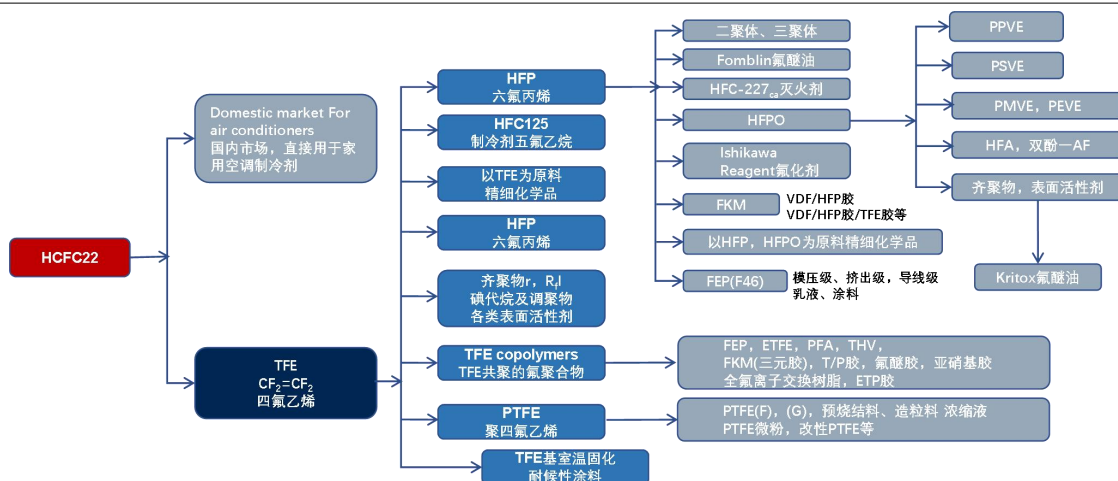 HCFC22
Domestic market For
air conditioners
国内市场，直接用于家
用空调制冷剂
TFE
CF₂=CF₂
四氟乙烯
HFP
六氟丙烯
HFC125
制冷剂五氟乙烷
以TFE为原料
精细化学品
HFP
六氟丙烯
齐聚物r，RfI
碘代烷及调聚物
各类表面活性剂
TFE copolymers
TFE共聚的氟聚合物
PTFE
聚四氟乙烯
TFE基室温固化
耐候性涂料
二聚体、三聚体
Fomblin氟醚油
HFC-227ca灭火剂
HFPO
Ishikawa
Reagent氟化剂
FKM
VDF/HFP胶
VDF/HFP胶/TFE胶等
以HFP，HFPO为原料精细化学品
FEP(F46)
模压级、挤出级，导线级
乳液、涂料
PPVE
PSVE
PMVE，PEVE
HFA，双酚一AF
齐聚物，表面活性剂
Kritox氟醚油
FEP，ETFE，PFA，THV，
FKM(三元胶)，T/P胶，氟醚胶，亚硝基胶
全氟离子交换树脂，ETP胶
PTFE(F)，(G)，预烧结料、造粒料 浓缩液
PTFE微粉，改性PTFE等